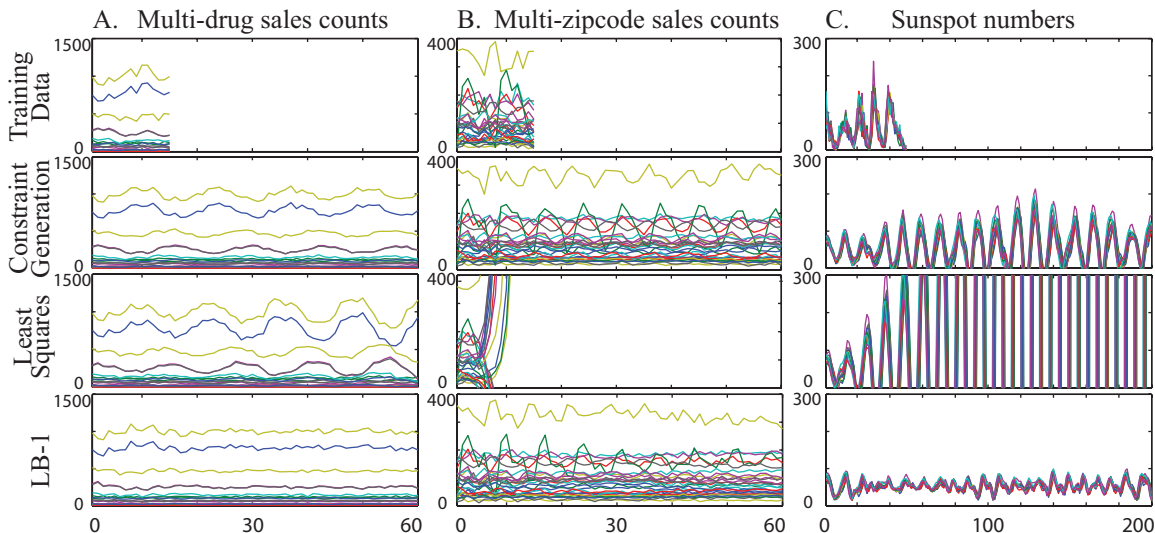 A. Multi-drug sales counts
B. Multi-zipcode sales counts
C. Sunspot numbers
Training
Data
1500
0
400
0
300
0
Constraint
Generation
1500
0
400
0
300
0
Least
Squares
1500
0
400
0
300
0
LB-1
1500
0
400
0
300
0
0 30 60
0 30 60
0 100 200